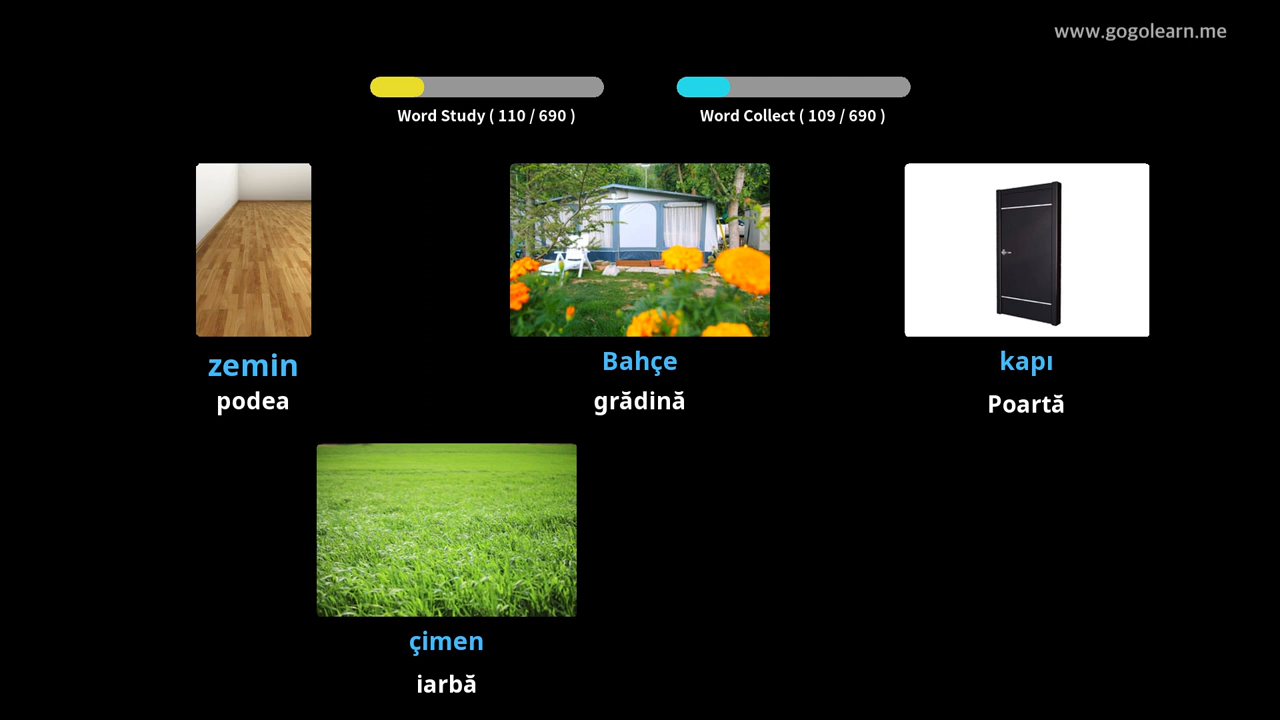 www.gogolearn.me
Word Study ( 110 / 690 )
Word Collect ( 109 / 690 )
zemin
podea
Bahçe
grădină
kapı
Poartă
çimen
iarbă